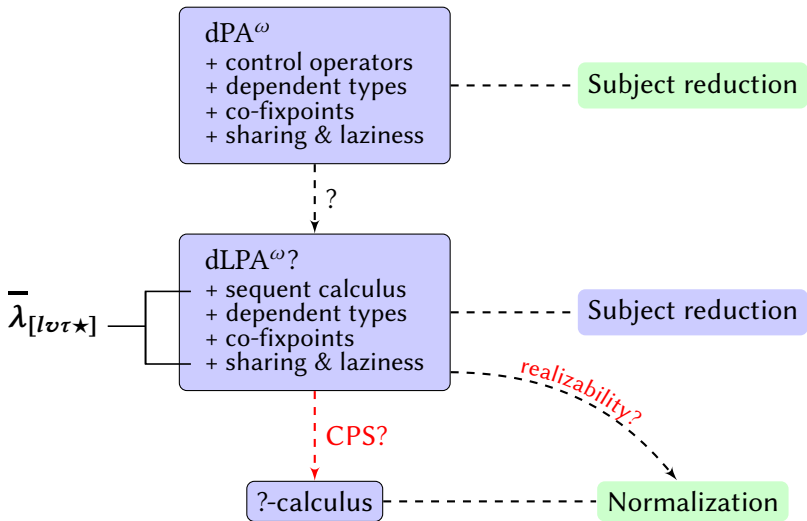 dPA^ω
+ control operators
+ dependent types
+ co-fixpoints
+ sharing & laziness
Subject reduction
?
dLPA^ω?
+ sequent calculus
+ dependent types
+ co-fixpoints
+ sharing & laziness
Subject reduction
λ̅[lvτ★]
realizability?
CPS?
?-calculus
Normalization